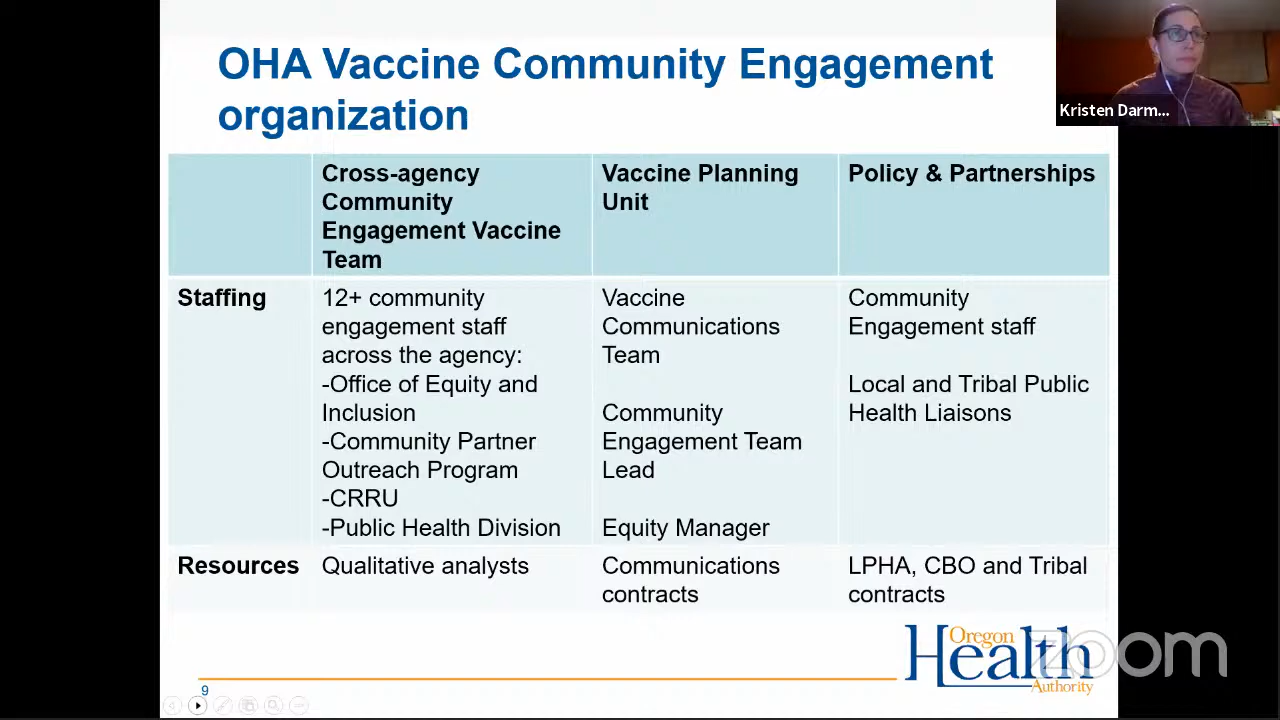 OHA Vaccine Community Engagement
organization
Kristen Darm...
Cross-agency
Community
Engagement Vaccine
Team
Vaccine Planning
Unit
Policy & Partnerships
Staffing
12+ community
engagement staff
across the agency:
-Office of Equity and
Inclusion
-Community Partner
Outreach Program
-CRRU
-Public Health Division
Vaccine
Communications
Team
Community
Engagement Team
Lead
Equity Manager
Community
Engagement staff
Local and Tribal Public
Health Liaisons
Resources
Qualitative analysts
Communications
contracts
LPHA, CBO and Tribal
contracts
Oregon
Health
Authority
zoom
9